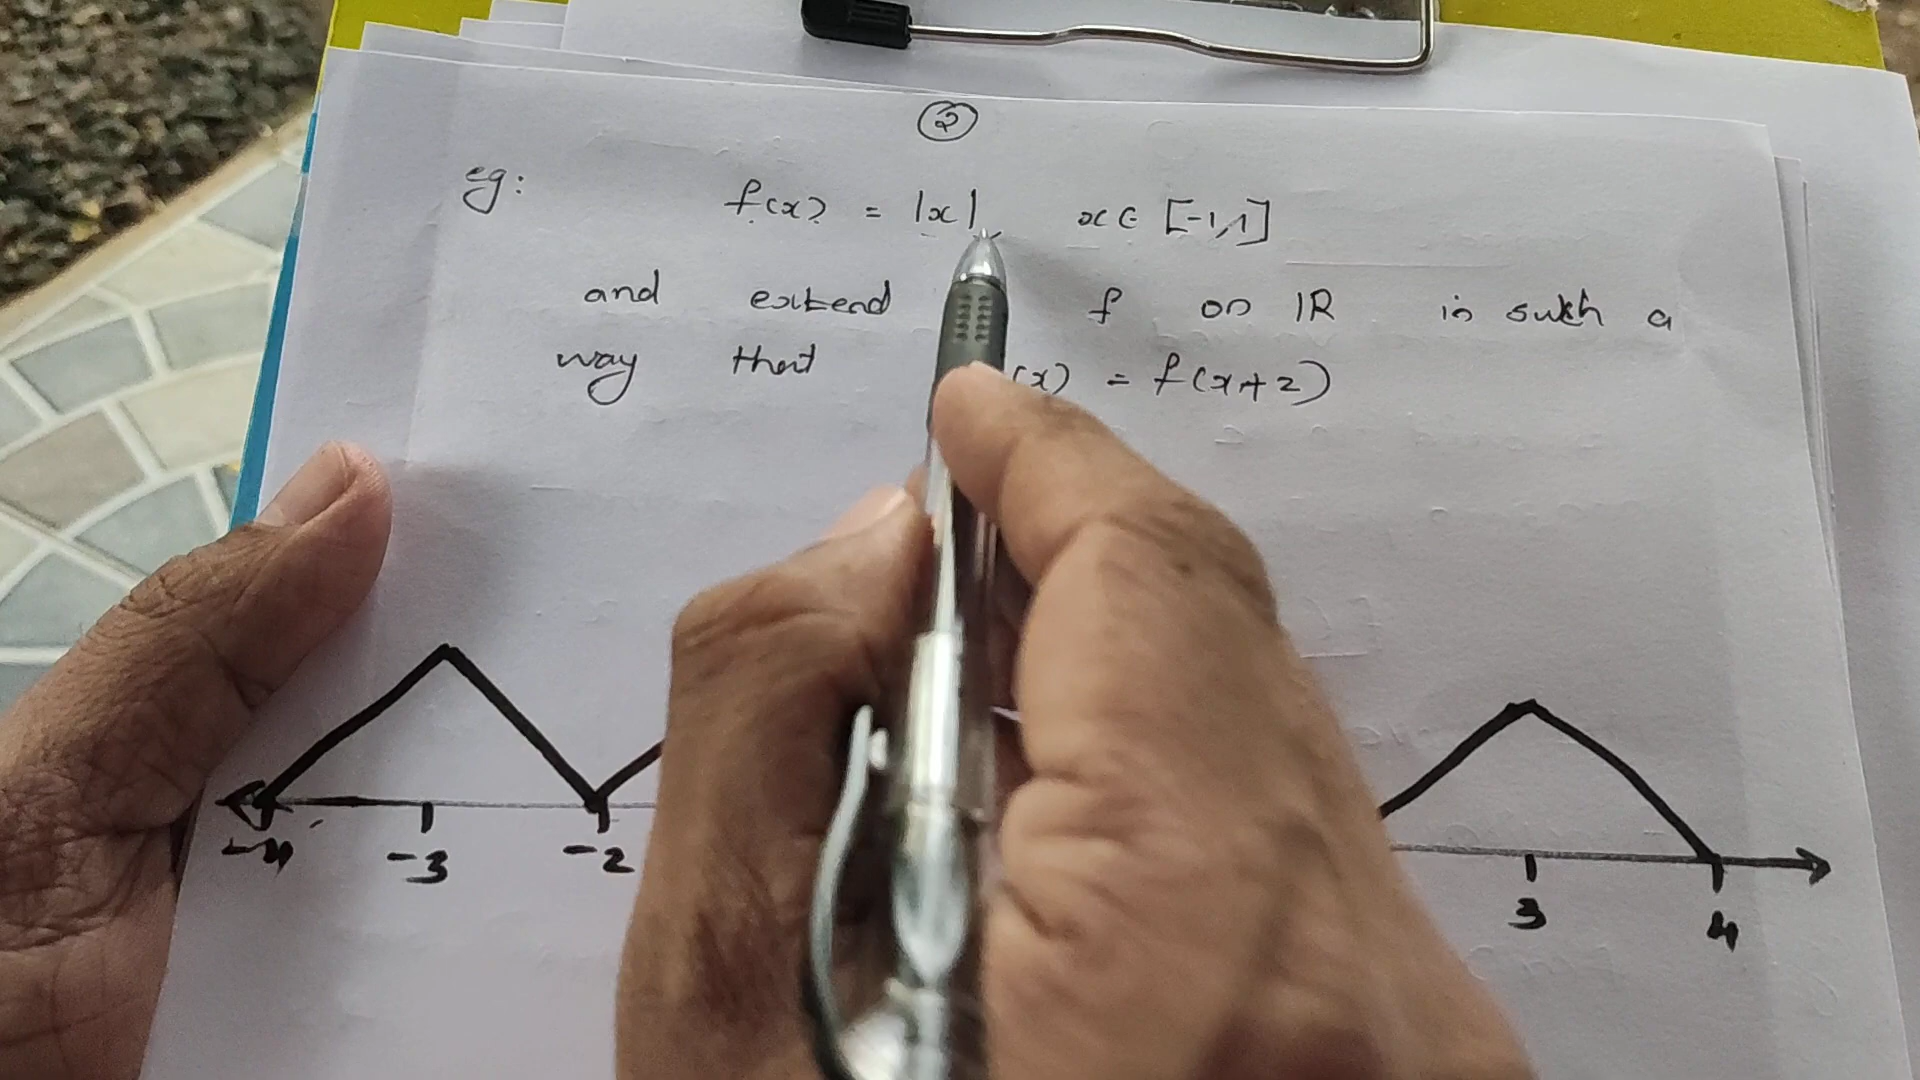 2
eg: f(x) = |x|, x ∈ [-1,1]
and extend f on IR in such a
way that (x) = f(x+2)
-4 -3 -2 3 4